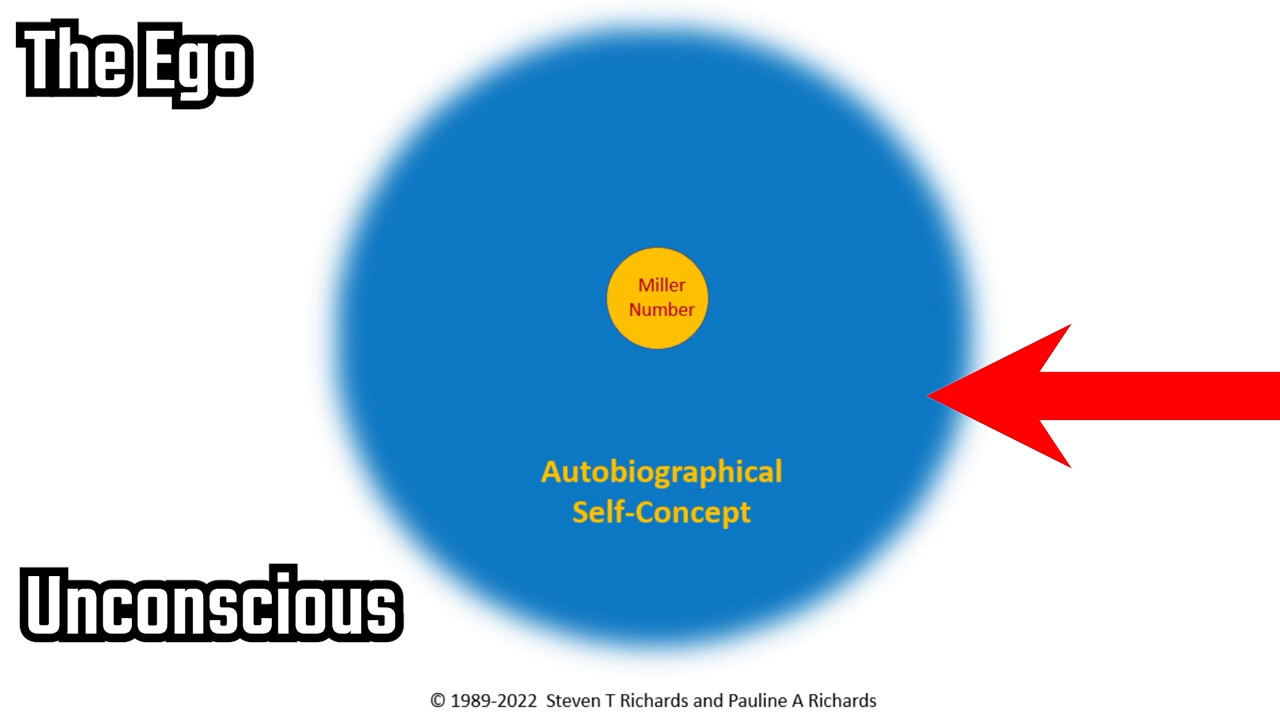 The Ego
Miller
Number
Autobiographical
Self-Concept
Unconscious
© 1989-2022 Steven T Richards and Pauline A Richards